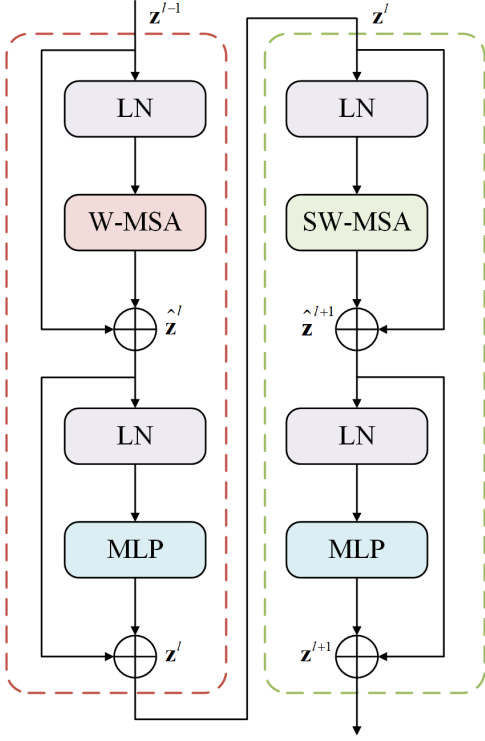 z^{l-1}
LN
W-MSA
ẑ^{l}
LN
MLP
z^{l}
z^{l}
LN
SW-MSA
ẑ^{l+1}
LN
MLP
z^{l+1}